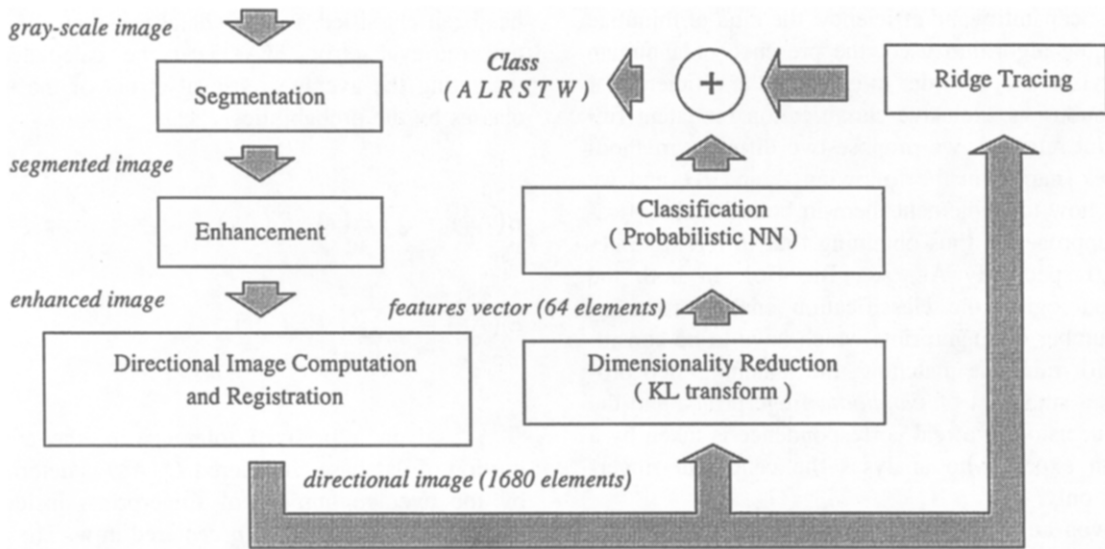 gray-scale image
Segmentation
segmented image
Enhancement
enhanced image
Directional Image Computation
and Registration
directional image (1680 elements)
Dimensionality Reduction
( KL transform )
features vector (64 elements)
Classification
( Probabilistic NN )
Ridge Tracing
+
Class
( A L R S T W )